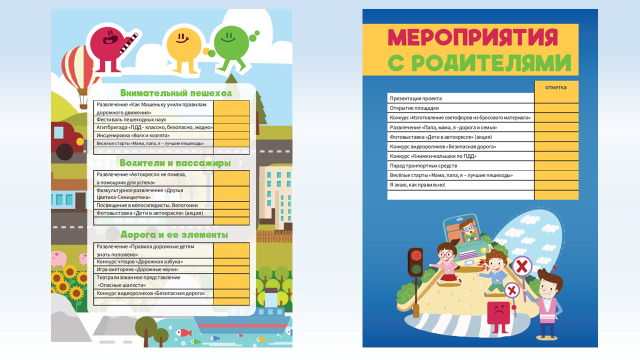 Внимательный пешеход
Развлечение «Как Машеньку учили правилам
дорожного движения»
Фестиваль пешеходных наук
Агитбригада «ПДД - классно, безопасно, модно»
Инсценировка «Волк и козлята»
Веселые старты «Мама, папа, я – лучшие пешеходы»
Водители и пассажиры
Развлечение «Автокресло не помеха,
а помощник для успеха»
Физкультурное развлечение «Друзья
Цветика-Семицветика»
Посвящение в велосипедисты. Велогонки
Фотовыставка «Дети в автокресле» (акция)
Дорога и ее элементы
Развлечение «Правила дорожные детям
знать положено»
Конкурс чтецов «Дорожная азбука»
Игра-викторина «Дорожные науки»
Театрализованное представление
«Опасные шалости»
Конкурс видеороликов «Безопасная дорога»
МЕРОПРИЯТИЯ
С РОДИТЕЛЯМИ
отметка
Презентация проекта
Открытие площадки
Конкурс «Изготовление светофоров из бросового материала»
Развлечение «Папа, мама, я -дорога и семья»
Фотовыставка «Дети в автокресле» (акция)
Конкурс видеороликов «Безопасная дорога»
Конкурс «Книжки-малышки по ПДД»
Парад транспортных средств
Весёлые старты «Мама, папа, я – лучшие пешеходы»
Я знаю, как правильно!